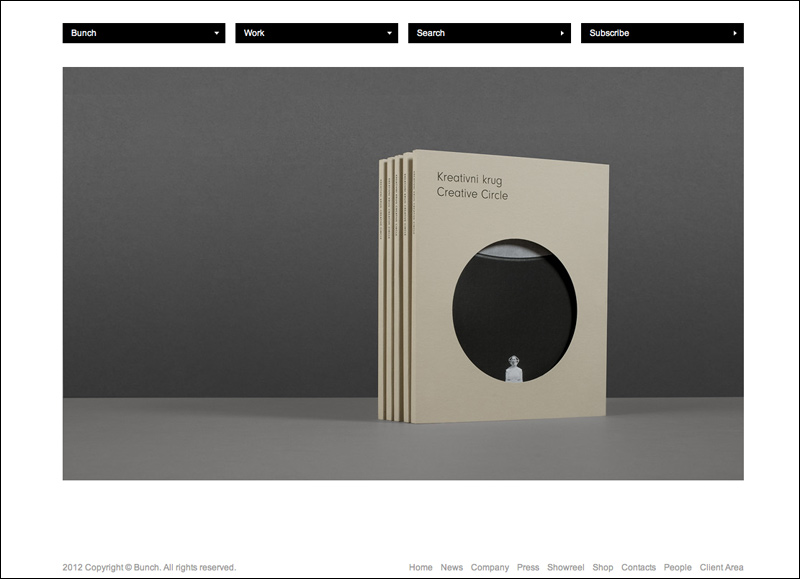 Bunch
Work
Search
Subscribe
Kreativni krug
Creative Circle
2012 Copyright © Bunch. All rights reserved.
Home News Company Press Showreel Shop Contacts People Client Area